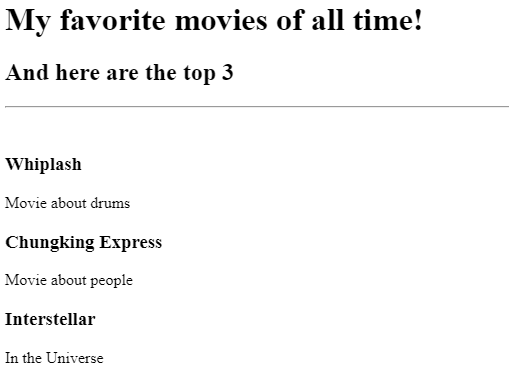 My favorite movies of all time!
And here are the top 3
Whiplash
Movie about drums
Chungking Express
Movie about people
Interstellar
In the Universe